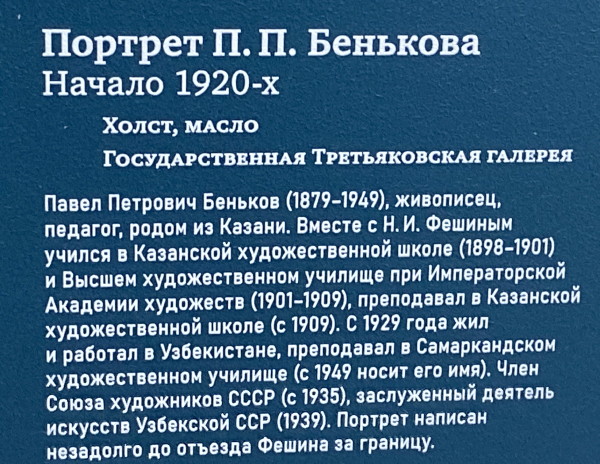 Портрет П. П. Бенькова
Начало 1920-х
Холст, масло
Государственная Третьяковская галерея
Павел Петрович Беньков (1879–1949), живописец,
педагог, родом из Казани. Вместе с Н. И. Фешиным
учился в Казанской художественной школе (1898–1901)
и Высшем художественном училище при Императорской
Академии художеств (1901–1909), преподавал в Казанской
художественной школе (с 1909). С 1929 года жил
и работал в Узбекистане, преподавал в Самаркандском
художественном училище (с 1949 носит его имя). Член
Союза художников СССР (с 1935), заслуженный деятель
искусств Узбекской ССР (1939). Портрет написан
незадолго до отъезда Фешина за границу.